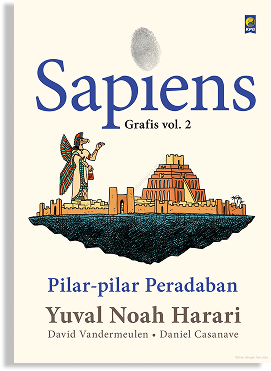 KPG
Sapiens
Grafis vol. 2
Pilar-pilar Peradaban
Yuval Noah Harari
David Vandermeulen • Daniel Casanave